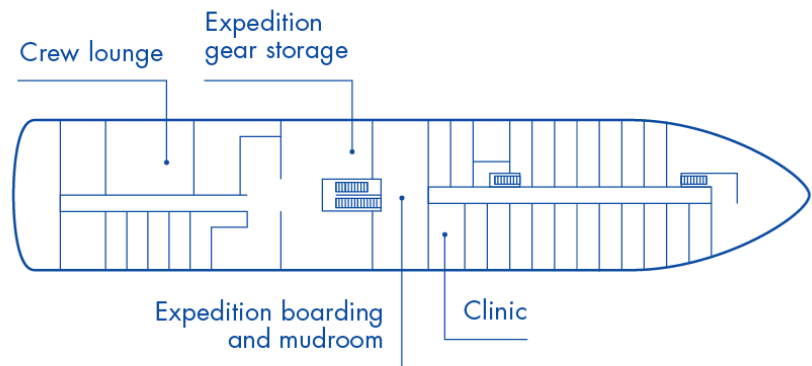 Expedition
gear storage
Crew lounge
Expedition boarding
and mudroom
Clinic